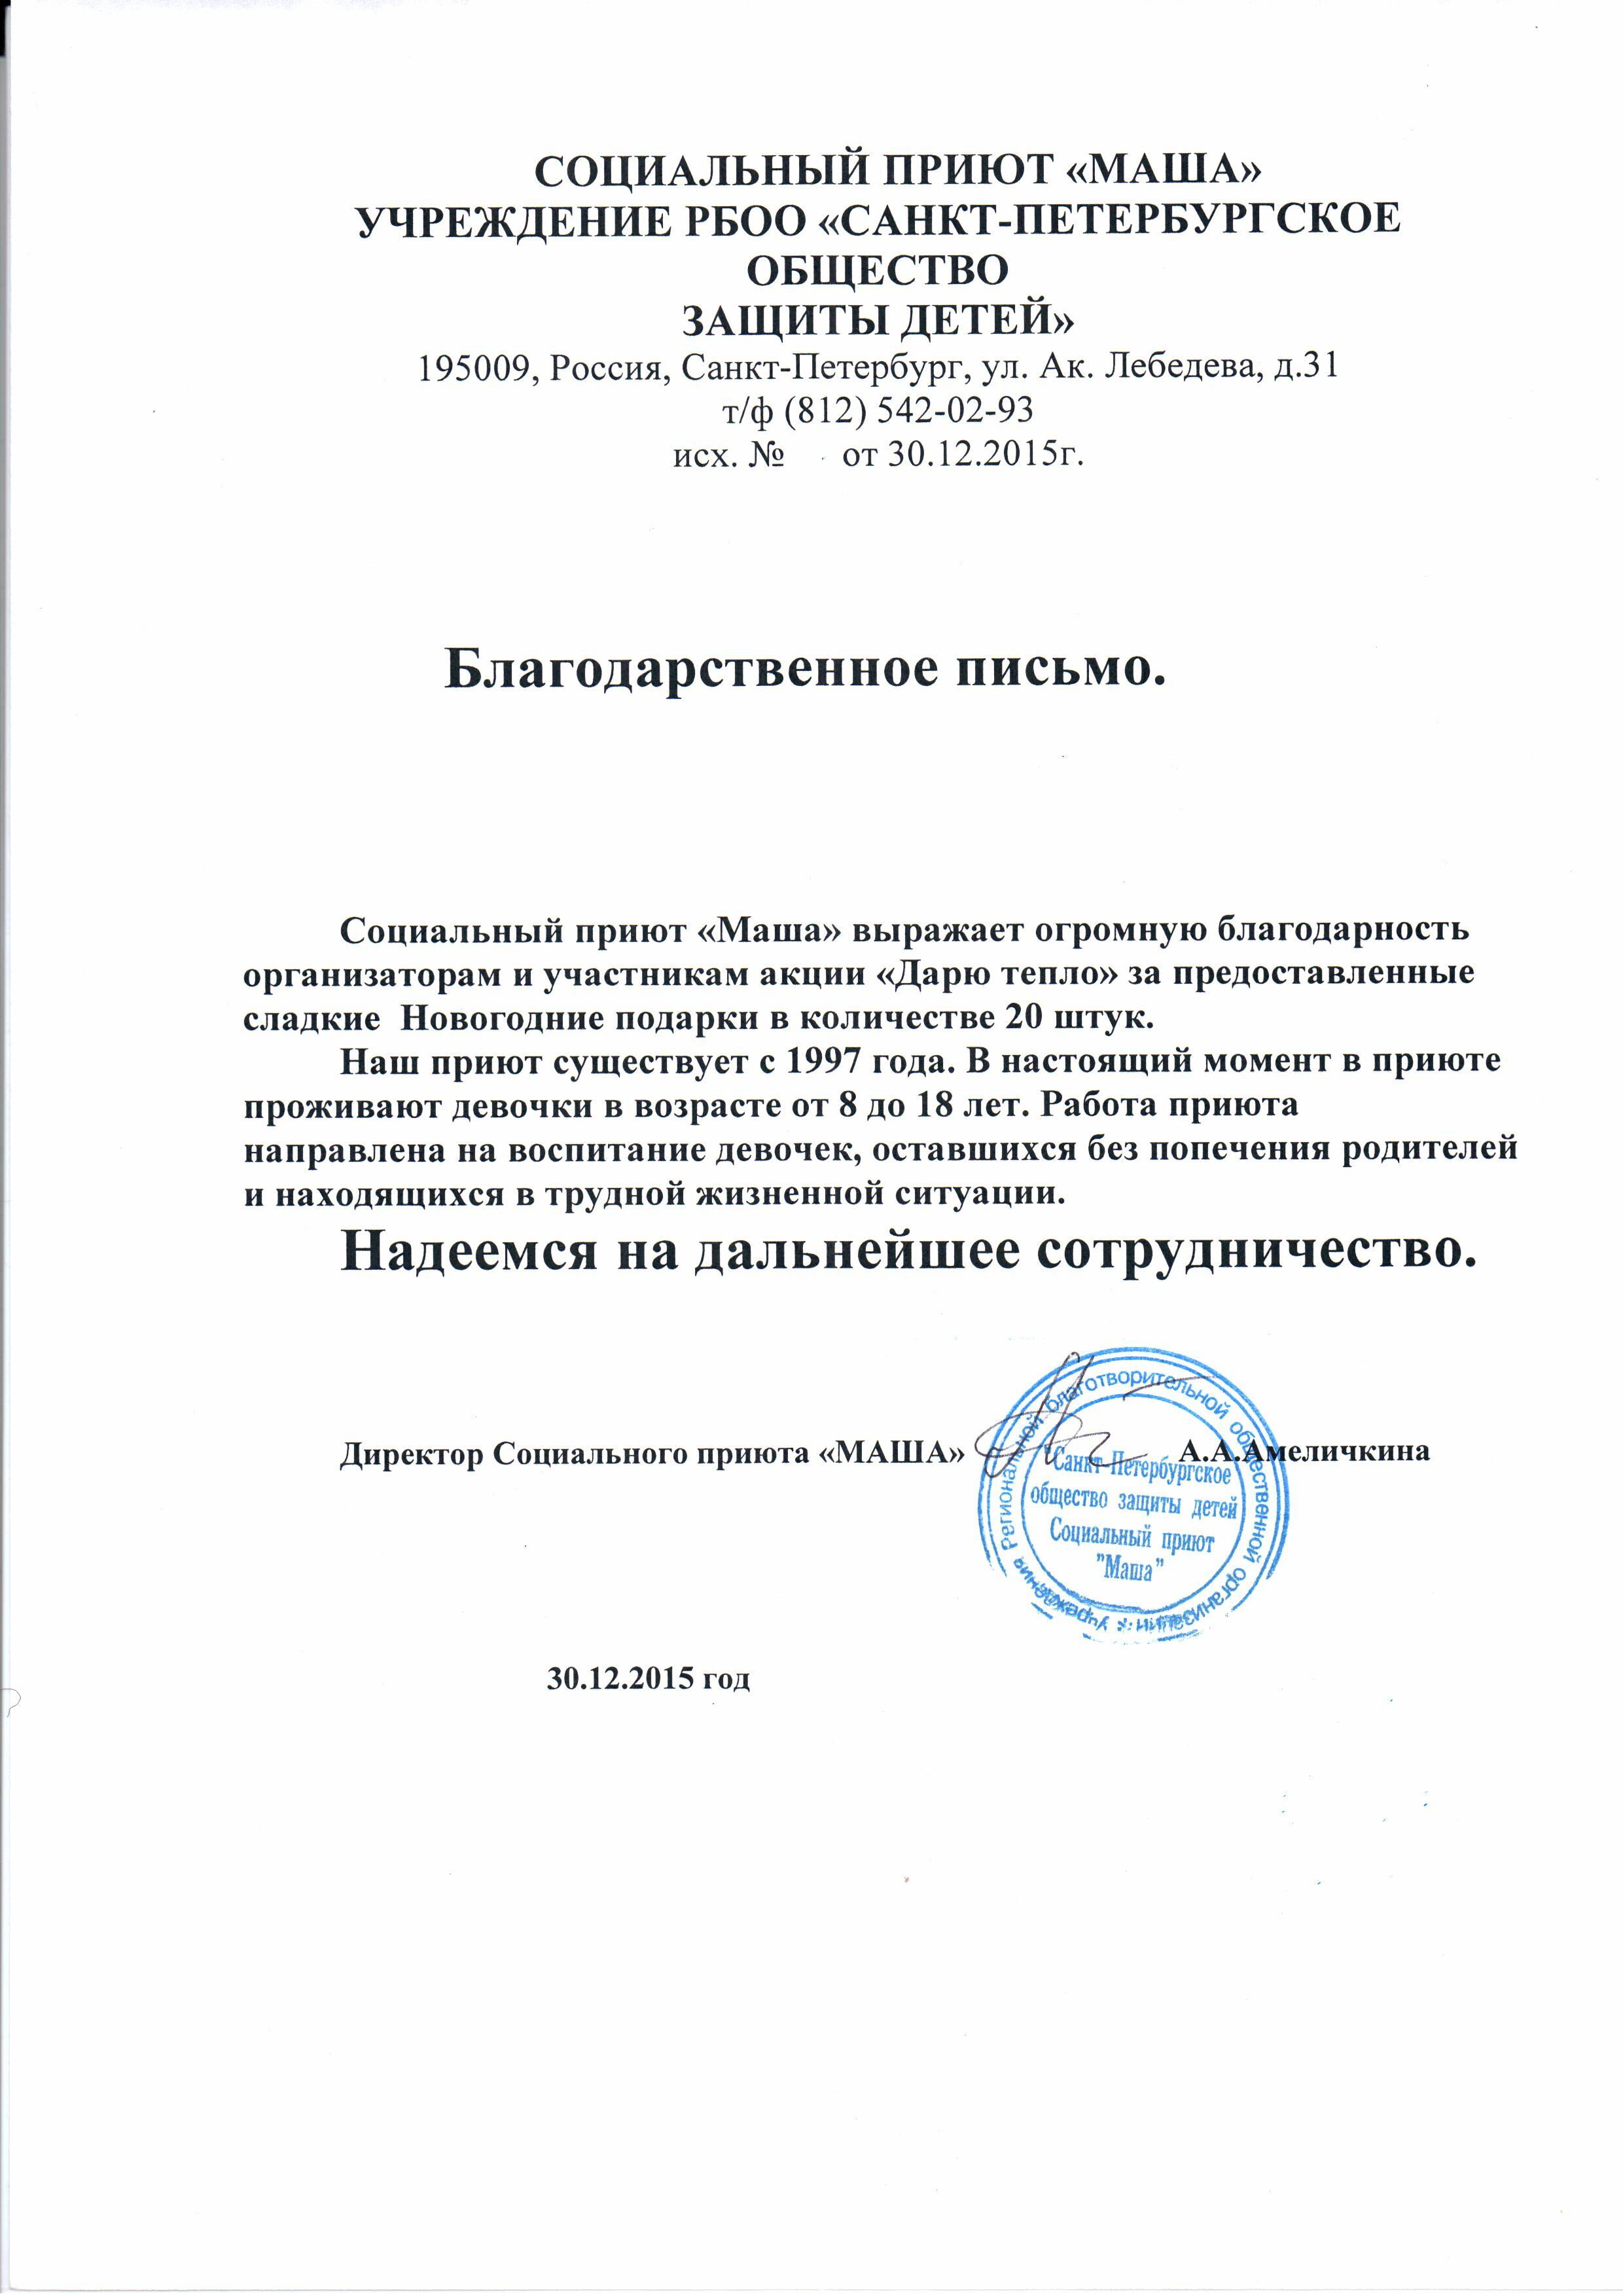 СОЦИАЛЬНЫЙ ПРИЮТ «МАША»
УЧРЕЖДЕНИЕ РБОО «САНКТ-ПЕТЕРБУРГСКОЕ
ОБЩЕСТВО
ЗАЩИТЫ ДЕТЕЙ»
195009, Россия, Санкт-Петербург, ул. Ак. Лебедева, д.31
т/ф (812) 542-02-93
исх. № от 30.12.2015г.
Благодарственное письмо.
Социальный приют «Маша» выражает огромную благодарность
организаторам и участникам акции «Дарю тепло» за предоставленные
сладкие Новогодние подарки в количестве 20 штук.
Наш приют существует с 1997 года. В настоящий момент в приюте
проживают девочки в возрасте от 8 до 18 лет. Работа приюта
направлена на воспитание девочек, оставшихся без попечения родителей
и находящихся в трудной жизненной ситуации.
Надеемся на дальнейшее сотрудничество.
Директор Социального приюта «МАША» А.А.Амеличкина
Учреждения Региональной благотворительной общественной организации *
"Санкт-Петербургское
общество защиты детей
Социальный приют
"Маша"
30.12.2015 год